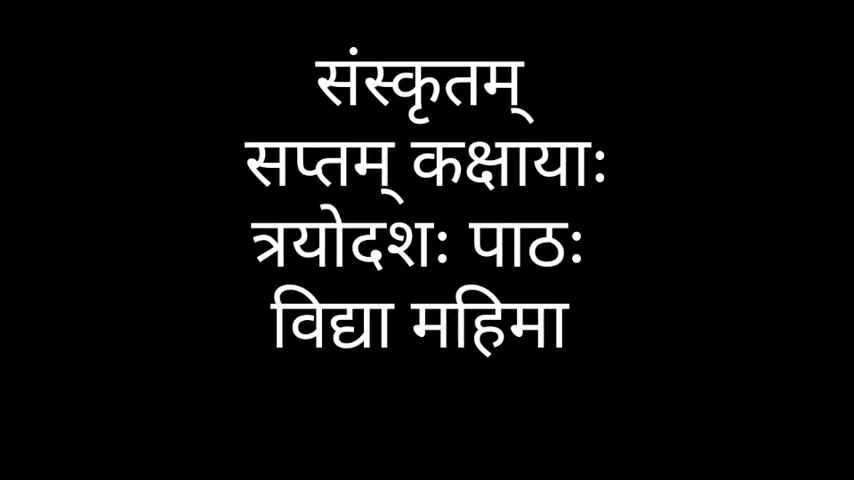 संस्कृतम्
सप्तम् कक्षायाः
त्रयोदशः पाठः
विद्या महिमा